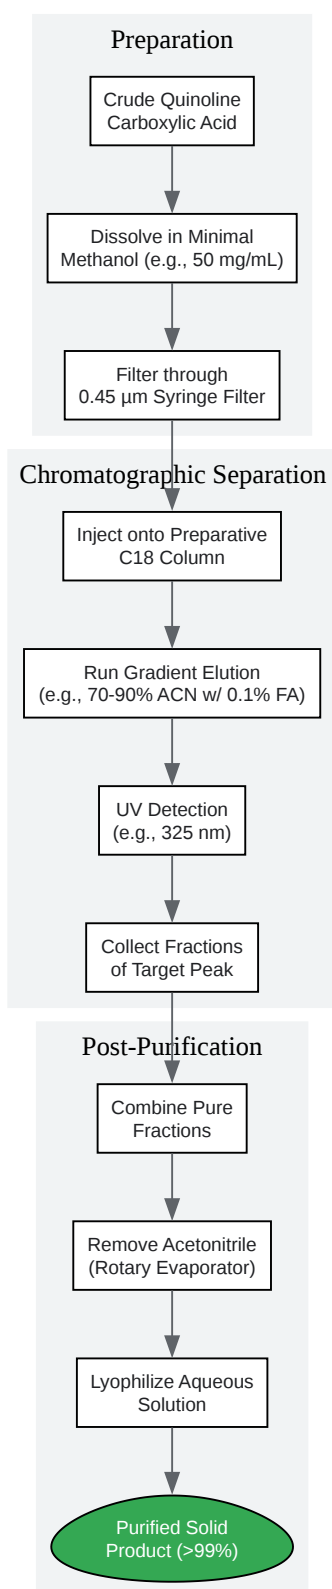 Preparation
Crude Quinoline
Carboxylic Acid
Dissolve in Minimal
Methanol (e.g., 50 mg/mL)
Filter through
0.45 µm Syringe Filter
Chromatographic Separation
Inject onto Preparative
C18 Column
Run Gradient Elution
(e.g., 70-90% ACN w/ 0.1% FA)
UV Detection
(e.g., 325 nm)
Collect Fractions
of Target Peak
Post-Purification
Combine Pure
Fractions
Remove Acetonitrile
(Rotary Evaporator)
Lyophilize Aqueous
Solution
Purified Solid
Product (>99%)